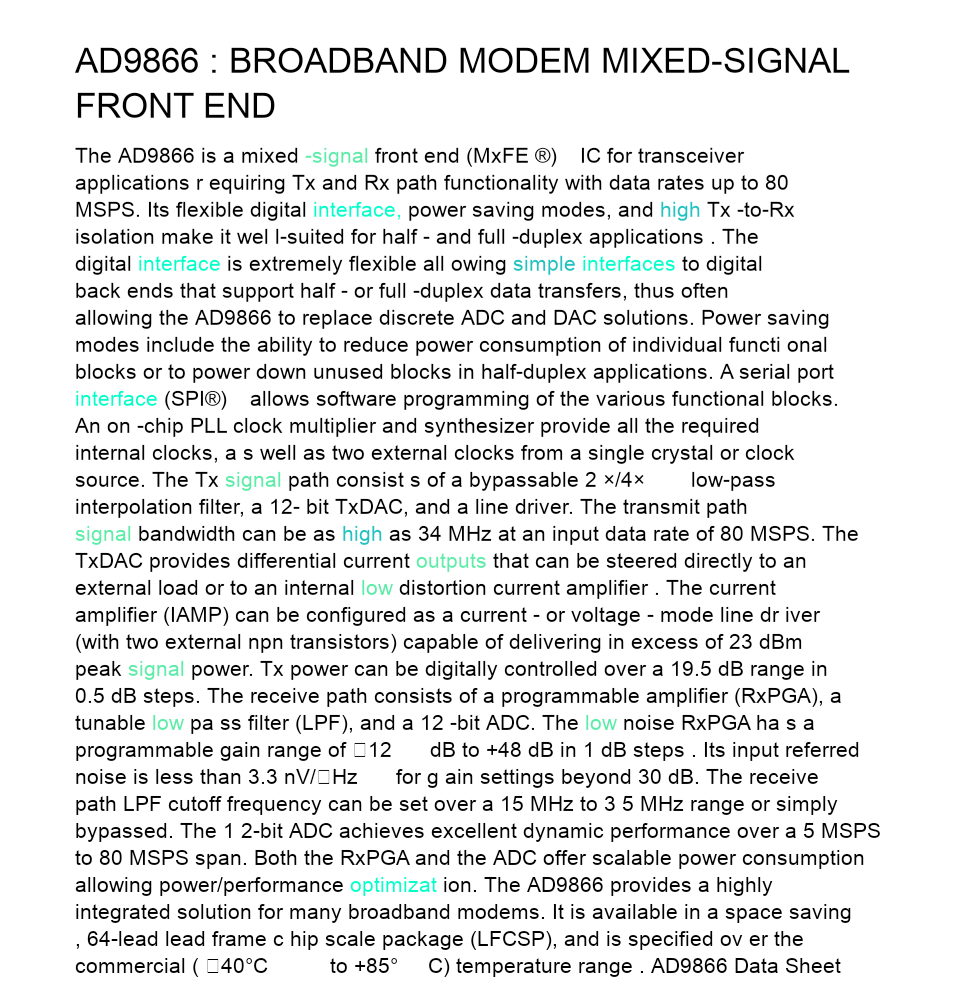 AD9866 : BROADBAND MODEM MIXED-SIGNAL
FRONT END
The AD9866 is a mixed -signal front end (MxFE ®) IC for transceiver
applications r equiring Tx and Rx path functionality with data rates up to 80
MSPS. Its flexible digital interface, power saving modes, and high Tx -to-Rx
isolation make it wel l-suited for half - and full -duplex applications . The
digital interface is extremely flexible all owing simple interfaces to digital
back ends that support half - or full -duplex data transfers, thus often
allowing the AD9866 to replace discrete ADC and DAC solutions. Power saving
modes include the ability to reduce power consumption of individual functi onal
blocks or to power down unused blocks in half-duplex applications. A serial port
interface (SPI®) allows software programming of the various functional blocks.
An on -chip PLL clock multiplier and synthesizer provide all the required
internal clocks, a s well as two external clocks from a single crystal or clock
source. The Tx signal path consist s of a bypassable 2 ×/4× low-pass
interpolation filter, a 12- bit TxDAC, and a line driver. The transmit path
signal bandwidth can be as high as 34 MHz at an input data rate of 80 MSPS. The
TxDAC provides differential current outputs that can be steered directly to an
external load or to an internal low distortion current amplifier . The current
amplifier (IAMP) can be configured as a current - or voltage - mode line dr iver
(with two external npn transistors) capable of delivering in excess of 23 dBm
peak signal power. Tx power can be digitally controlled over a 19.5 dB range in
0.5 dB steps. The receive path consists of a programmable amplifier (RxPGA), a
tunable low pa ss filter (LPF), and a 12 -bit ADC. The low noise RxPGA ha s a
programmable gain range of □12 dB to +48 dB in 1 dB steps . Its input referred
noise is less than 3.3 nV/□Hz for g ain settings beyond 30 dB. The receive
path LPF cutoff frequency can be set over a 15 MHz to 3 5 MHz range or simply
bypassed. The 1 2-bit ADC achieves excellent dynamic performance over a 5 MSPS
to 80 MSPS span. Both the RxPGA and the ADC offer scalable power consumption
allowing power/performance optimizat ion. The AD9866 provides a highly
integrated solution for many broadband modems. It is available in a space saving
, 64-lead lead frame c hip scale package (LFCSP), and is specified ov er the
commercial ( □40°C to +85° C) temperature range . AD9866 Data Sheet